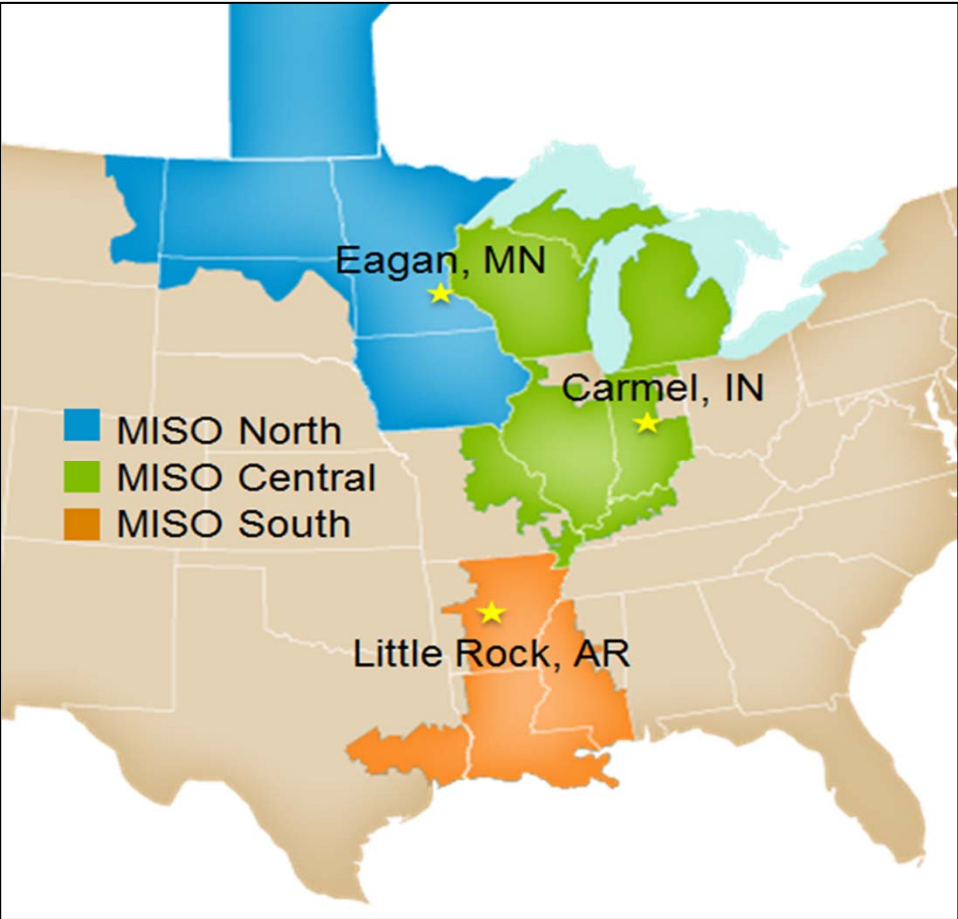 Eagan, MN
Carmel, IN
MISO North
MISO Central
MISO South
Little Rock, AR